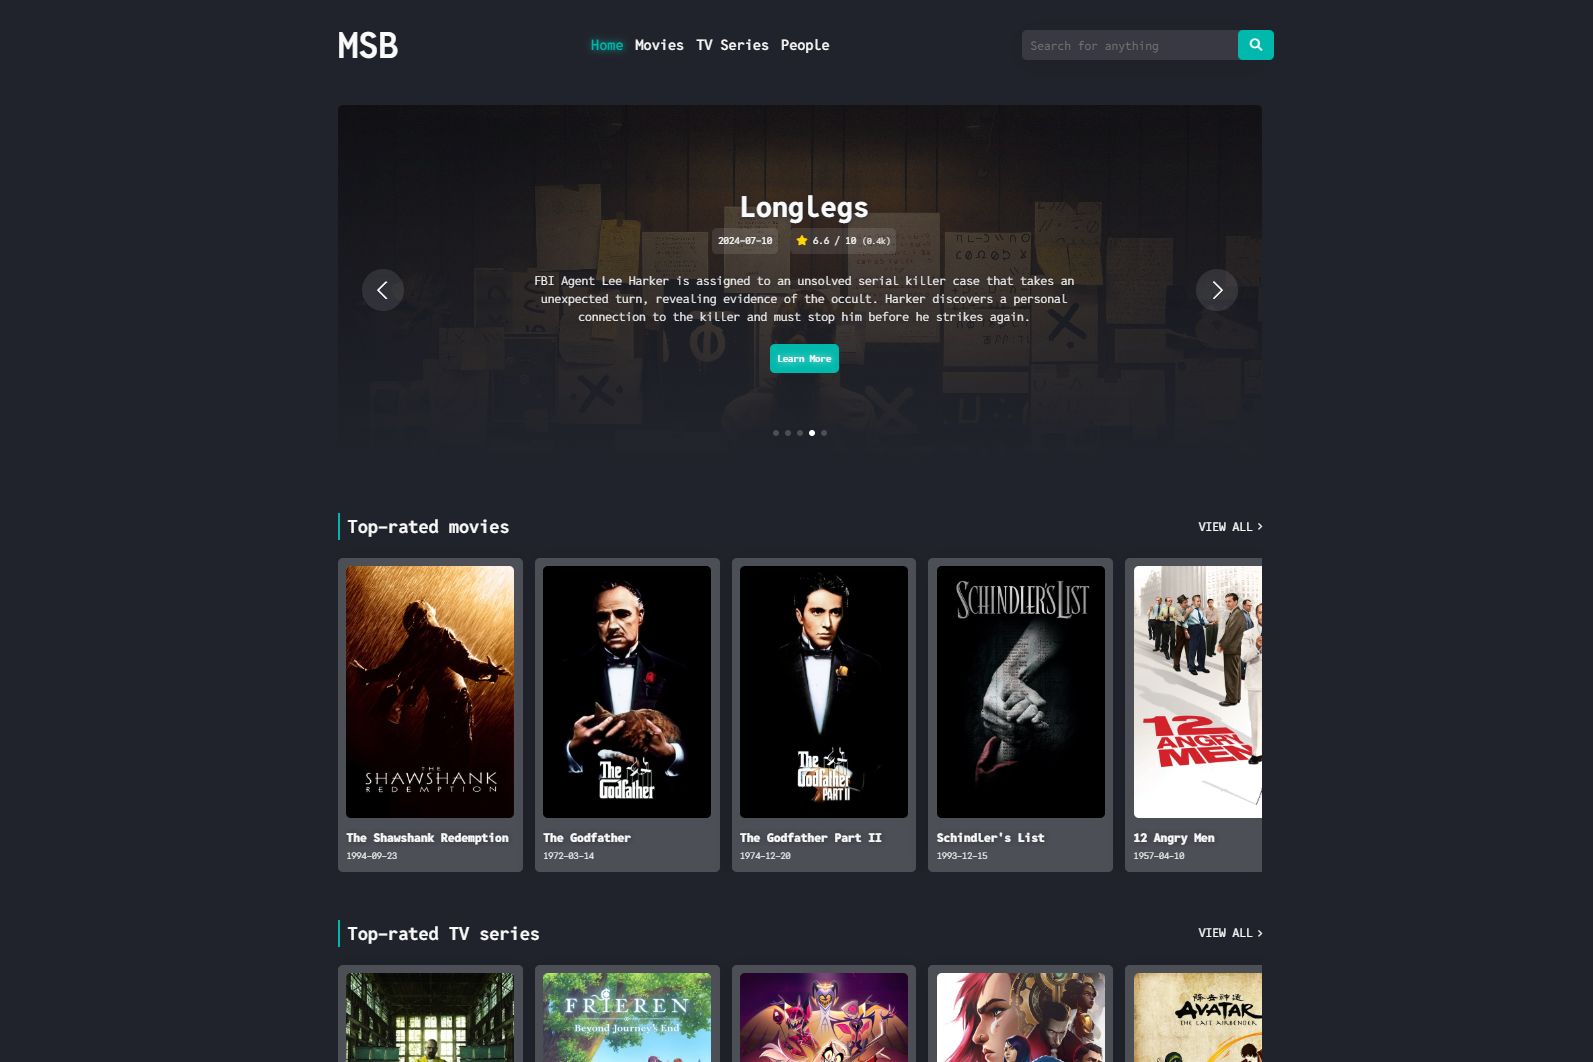 MSB
Home Movies TV Series People
Search for anything
Longlegs
2024-07-10 6.6 / 10 (0.4k)
FBI Agent Lee Harker is assigned to an unsolved serial killer case that takes an
unexpected turn, revealing evidence of the occult. Harker discovers a personal
connection to the killer and must stop him before he strikes again.
Learn More
Top-rated movies
VIEW ALL
THE
SHAWSHANK
REDEMPTION
The
Godfather
The
Godfather
PART II
SCHINDLER'S LIST
12
ANGRY
MEN
The Shawshank Redemption
1994-09-23
The Godfather
1972-03-14
The Godfather Part II
1974-12-20
Schindler's List
1993-12-15
12 Angry Men
1957-04-10
Top-rated TV series
VIEW ALL
FRIEREN
Beyond Journey's End
降去神通
AVATAR
THE LAST AIRBENDER